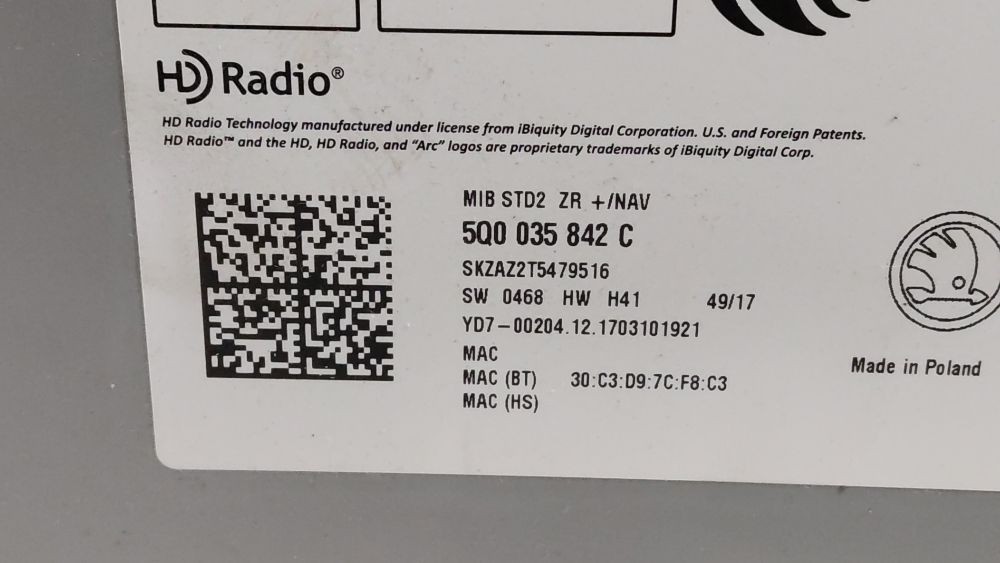 HD Radio®
HD Radio Technology manufactured under license from iBiquity Digital Corporation. U.S. and Foreign Patents.
HD Radio™ and the HD, HD Radio, and “Arc” logos are proprietary trademarks of iBiquity Digital Corp.
MIB STD2 ZR +/NAV
5Q0 035 842 C
SKZAZ2T5479516
SW 0468 HW H41 49/17
YD7-00204.12.1703101921
MAC
MAC (BT) 30:C3:D9:7C:F8:C3
MAC (HS)
Made in Poland